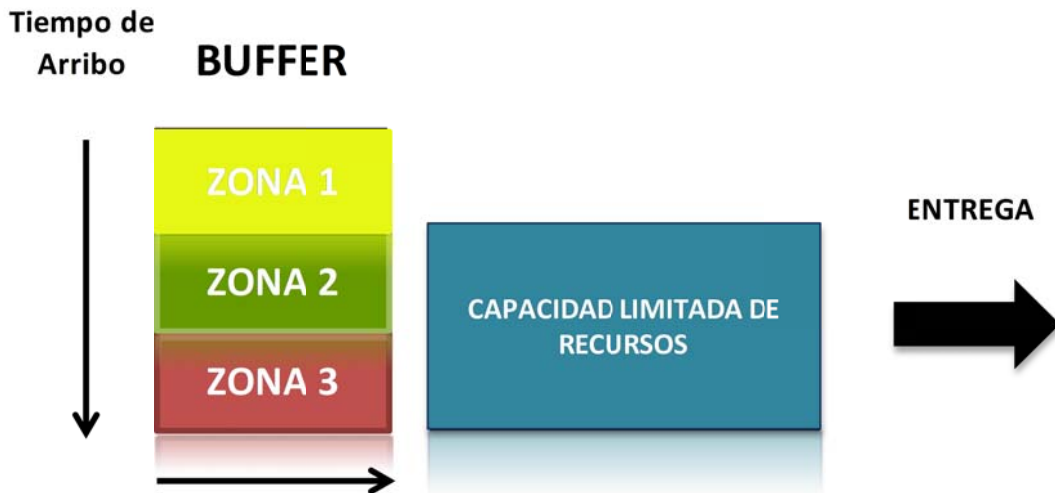 Tiempo de
Arribo
BUFFER
ZONA 1
ZONA 2
ZONA 3
CAPACIDAD LIMITADA DE
RECURSOS
ENTREGA